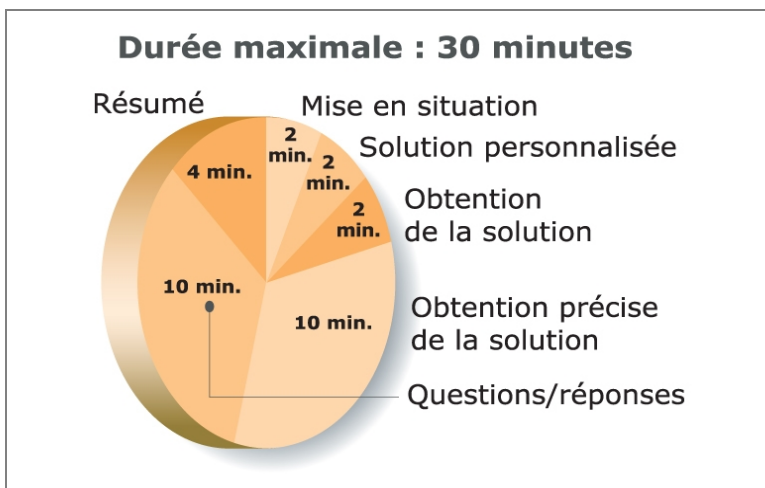 Durée maximale : 30 minutes
Résumé
Mise en situation
2
min.
Solution personnalisée
2
min.
4 min.
Obtention
de la solution
2
min.
10 min.
Obtention précise
de la solution
10 min.
Questions/réponses